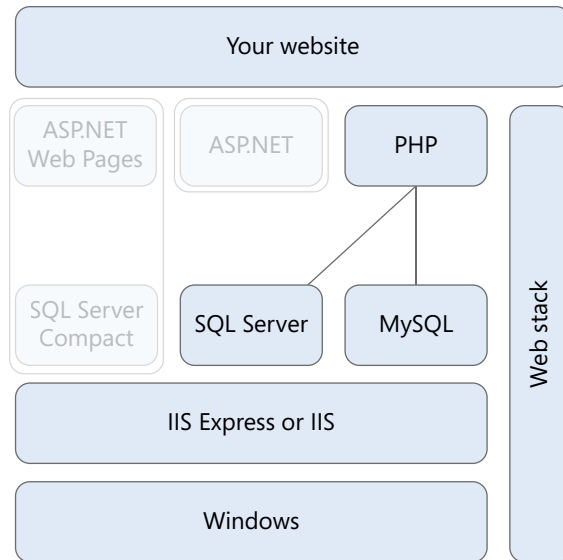 Your website
ASP.NET
Web Pages
ASP.NET
PHP
SQL Server
Compact
SQL Server
MySQL
Web stack
IIS Express or IIS
Windows